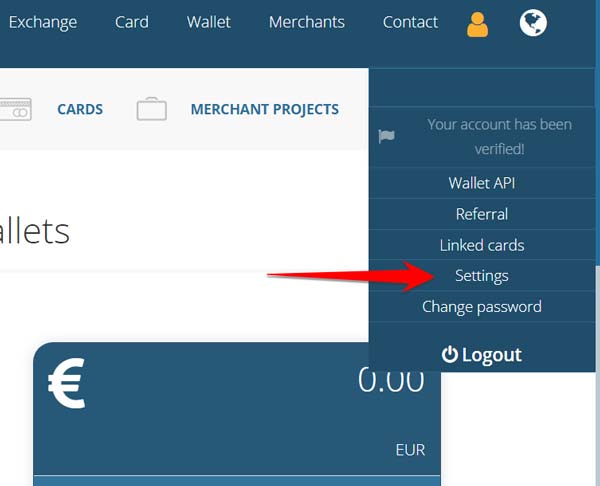 Exchange Card Wallet Merchants Contact
CARDS MERCHANT PROJECTS
Your account has been
verified!
Wallet API
Referral
allets
Linked cards
Settings
Change password
Logout
€ 0.00
EUR